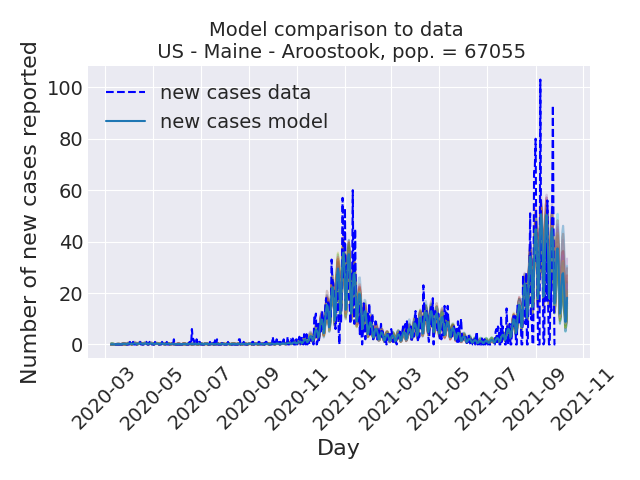 Model comparison to data
US - Maine - Aroostook, pop. = 67055
Number of new cases reported
100
80
60
40
20
0
new cases data
new cases model
2020-03
2020-05
2020-07
2020-09
2020-11
2021-01
2021-03
2021-05
2021-07
2021-09
2021-11
Day